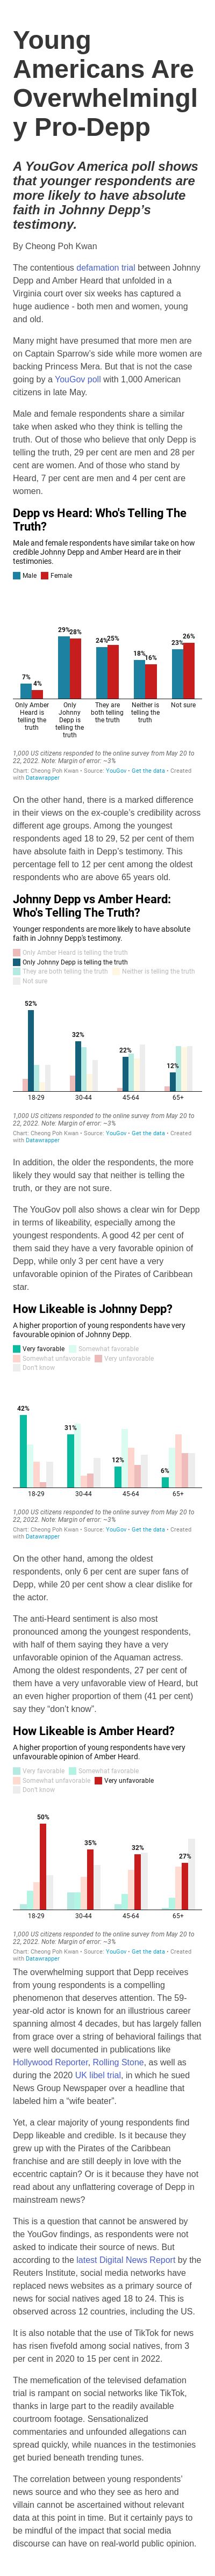 Young
Americans Are
Overwhelmingl
y Pro-Depp
A YouGov America poll shows
that younger respondents are
more likely to have absolute
faith in Johnny Depp's
testimony.
By Cheong Poh Kwan
The contentious defamation trial between Johnny
Depp and Amber Heard that unfolded in a
Virginia court over six weeks has captured a
huge audience - both men and women, young
and old.
Many might have presumed that more men are
on Captain Sparrow's side while more women are
backing Princess Mera. But that is not the case
going by a YouGov poll with 1,000 American
citizens in late May.
Male and female respondents share a similar
take when asked who they think is telling the
truth. Out of those who believe that only Depp is
telling the truth, 29 per cent are men and 28 per
cent are women. And of those who stand by
Heard, 7 per cent are men and 4 per cent are
women.
Depp vs Heard: Who's Telling The
Truth?
Male and female respondents have similar take on how
credible Johnny Depp and Amber Heard are in their
testimonies.
Male Female
7% 4% 29% 28% 24% 25% 18% 16% 23% 26%
Only Amber Heard is telling the truth
Only Johnny Depp is telling the truth
They are both telling the truth
Neither is telling the truth
Not sure
1,000 US citizens responded to the online survey from May 20 to
22, 2022. Note: Margin of error: ~3%
Chart: Cheong Poh Kwan • Source: YouGov • Get the data • Created
with Datawrapper
On the other hand, there is a marked difference
in their views on the ex-couple's credibility across
different age groups. Among the youngest
respondents aged 18 to 29, 52 per cent of them
have absolute faith in Depp's testimony. This
percentage fell to 12 per cent among the oldest
respondents who are above 65 years old.
Johnny Depp vs Amber Heard:
Who's Telling The Truth?
Younger respondents are more likely to have absolute
faith in Johnny Depp's testimony.
Only Amber Heard is telling the truth
Only Johnny Depp is telling the truth
They are both telling the truth Neither is telling the truth
Not sure
52% 32% 22% 12%
18-29 30-44 45-64 65+
1,000 US citizens responded to the online survey from May 20 to
22, 2022. Note: Margin of error: ~3%
Chart: Cheong Poh Kwan • Source: YouGov • Get the data • Created
with Datawrapper
In addition, the older the respondents, the more
likely they would say that neither is telling the
truth, or they are not sure.
The YouGov poll also shows a clear win for Depp
in terms of likeability, especially among the
youngest respondents. A good 42 per cent of
them said they have a very favorable opinion of
Depp, while only 3 per cent have a very
unfavorable opinion of the Pirates of Caribbean
star.
How Likeable is Johnny Depp?
A higher proportion of young respondents have very
favourable opinion of Johnny Depp.
Very favorable Somewhat favorable
Somewhat unfavorable Very unfavorable
Don't know
42% 31% 12% 6%
18-29 30-44 45-64 65+
1,000 US citizens responded to the online survey from May 20 to
22, 2022. Note: Margin of error: ~3%
Chart: Cheong Poh Kwan • Source: YouGov • Get the data • Created
with Datawrapper
On the other hand, among the oldest
respondents, only 6 per cent are super fans of
Depp, while 20 per cent show a clear dislike for
the actor.
The anti-Heard sentiment is also most
pronounced among the youngest respondents,
with half of them saying they have a very
unfavorable opinion of the Aquaman actress.
Among the oldest respondents, 27 per cent of
them have a very unfavorable view of Heard, but
an even higher proportion of them (41 per cent)
say they "don't know".
How Likeable is Amber Heard?
A higher proportion of young respondents have very
unfavourable opinion of Amber Heard.
Very favorable Somewhat favorable
Somewhat unfavorable Very unfavorable
Don't know
50% 35% 32% 27%
18-29 30-44 45-64 65+
1,000 US citizens responded to the online survey from May 20 to
22, 2022. Note: Margin of error: ~3%
Chart: Cheong Poh Kwan • Source: YouGov • Get the data • Created
with Datawrapper
The overwhelming support that Depp receives
from young respondents is a compelling
phenomenon that deserves attention. The 59-
year-old actor is known for an illustrious career
spanning almost 4 decades, but has largely fallen
from grace over a string of behavioral failings that
were well documented in publications like
Hollywood Reporter, Rolling Stone, as well as
during the 2020 UK libel trial, in which he sued
News Group Newspaper over a headline that
labeled him a "wife beater".
Yet, a clear majority of young respondents find
Depp likeable and credible. Is it because they
grew up with the Pirates of the Caribbean
franchise and are still deeply in love with the
eccentric captain? Or is it because they have not
read about any unflattering coverage of Depp in
mainstream news?
This is a question that cannot be answered by
the YouGov findings, as respondents were not
asked to indicate their source of news. But
according to the latest Digital News Report by the
Reuters Institute, social media networks have
replaced news websites as a primary source of
news for social natives aged 18 to 24. This is
observed across 12 countries, including the US.
It is also notable that the use of TikTok for news
has risen fivefold among social natives, from 3
per cent in 2020 to 15 per cent in 2022.
The memefication of the televised defamation
trial is rampant on social networks like TikTok,
thanks in large part to the readily available
courtroom footage. Sensationalized
commentaries and unfounded allegations can
spread quickly, while nuances in the testimonies
get buried beneath trending tunes.
The correlation between young respondents'
news source and who they see as hero and
villain cannot be ascertained without relevant
data at this point in time. But it certainly pays to
be mindful of the impact that social media
discourse can have on real-world public opinion.